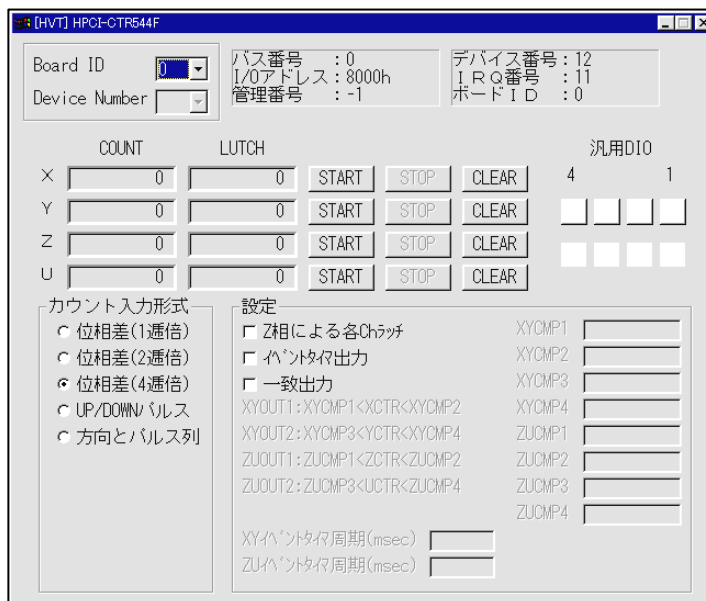 [HVT] HPCI-CTR544F
Board ID 0
Device Number
バス番号 :0
I/Oアドレス:8000h
管理番号 :-1
デバイス番号:12
ＩＲＱ番号 :11
ボードＩＤ :0
COUNT LUTCH 汎用DIO
4 1
X 0 0 START STOP CLEAR
Y 0 0 START STOP CLEAR
Z 0 0 START STOP CLEAR
U 0 0 START STOP CLEAR
カウント入力形式
位相差(1逓倍)
位相差(2逓倍)
位相差(4逓倍)
UP/DOWNパルス
方向とパルス列
設定
Z相による各Chﾗｯﾁ
ｲﾍﾞﾝﾄﾀｲﾏ出力
一致出力
XYOUT1:XYCMP1<XCTR<XYCMP2
XYOUT2:XYCMP3<YCTR<XYCMP4
ZUOUT1:ZUCMP1<ZCTR<ZUCMP2
ZUOUT2:ZUCMP3<UCTR<ZUCMP4
XYｲﾍﾞﾝﾄﾀｲﾏ周期(msec)
ZUｲﾍﾞﾝﾄﾀｲﾏ周期(msec)
XYCMP1
XYCMP2
XYCMP3
XYCMP4
ZUCMP1
ZUCMP2
ZUCMP3
ZUCMP4